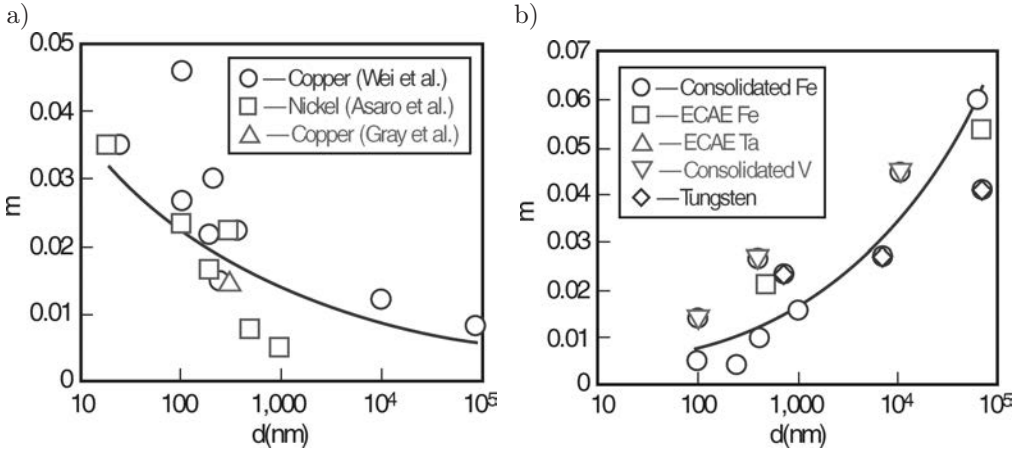 a)
0.05
0.04
0.03
0.02
0.01
0
m
10
100
1,000
10⁴
10⁵
d(nm)
— Copper (Wei et al.)
— Nickel (Asaro et al.)
— Copper (Gray et al.)
b)
0.07
0.06
0.05
0.04
0.03
0.02
0.01
0
m
10
100
1,000
10⁴
10⁵
d(nm)
— Consolidated Fe
— ECAE Fe
— ECAE Ta
— Consolidated V
— Tungsten